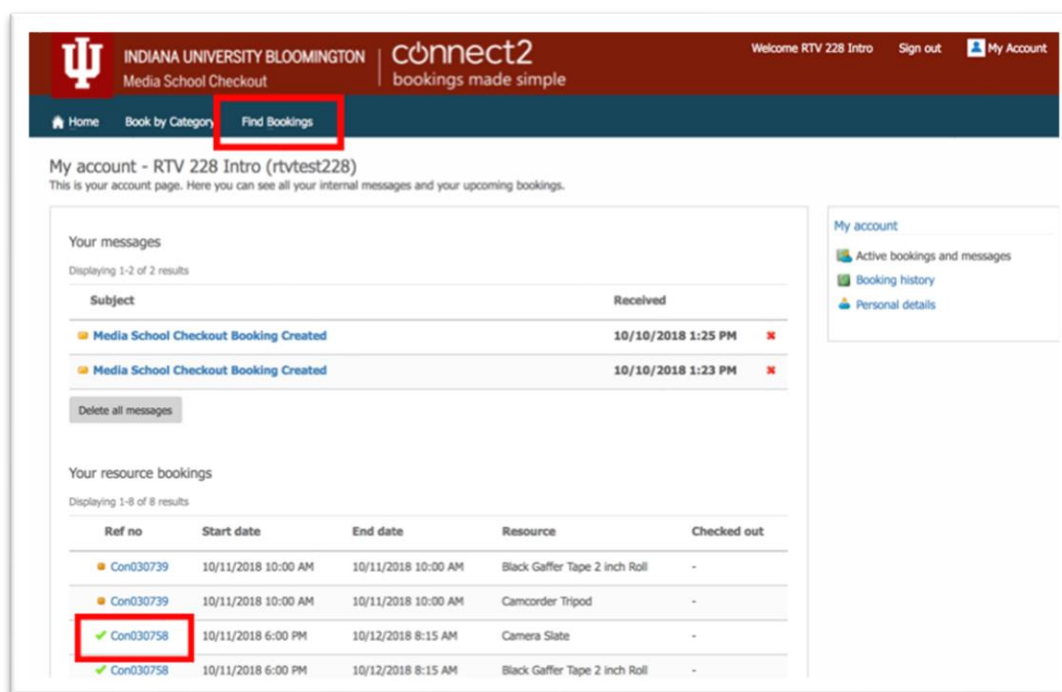 INDIANA UNIVERSITY BLOOMINGTON
Media School Checkout
connect2
bookings made simple
Welcome RTV 228 Intro Sign out My Account
Home Book by Category Find Bookings
My account - RTV 228 Intro (rtvtest228)
This is your account page. Here you can see all your internal messages and your upcoming bookings.
Your messages
Displaying 1-2 of 2 results
Subject Received
Media School Checkout Booking Created 10/10/2018 1:25 PM
Media School Checkout Booking Created 10/10/2018 1:23 PM
Delete all messages
Your resource bookings
Displaying 1-8 of 8 results
Ref no Start date End date Resource Checked out
Con030739 10/11/2018 10:00 AM 10/11/2018 10:00 AM Black Gaffer Tape 2 inch Roll -
Con030739 10/11/2018 10:00 AM 10/11/2018 10:00 AM Camcorder Tripod -
Con030758 10/11/2018 6:00 PM 10/12/2018 8:15 AM Camera Slate -
Con030758 10/11/2018 6:00 PM 10/12/2018 8:15 AM Black Gaffer Tape 2 inch Roll -
My account
Active bookings and messages
Booking history
Personal details